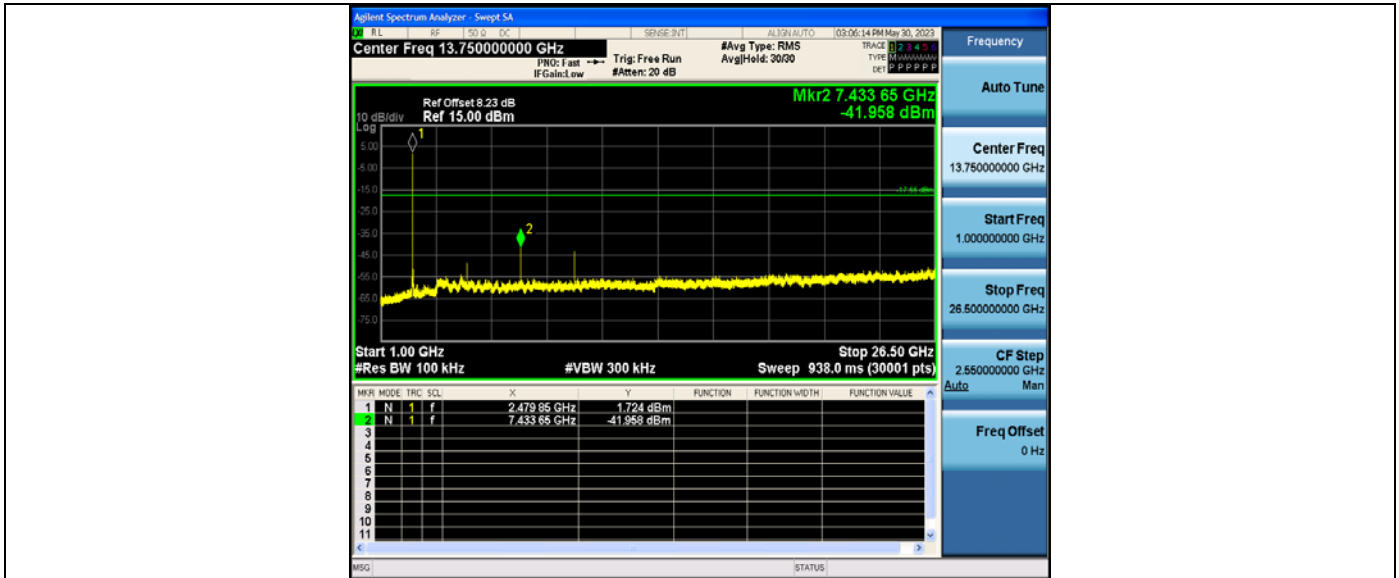 Agilent Spectrum Analyzer - Swept SA
RL RF 50 Ω DC SENSE:INT ALIGN AUTO 03:06:14 PM May 30, 2023
Center Freq 13.750000000 GHz
PNO: Fast
IFGain:Low
Trig: Free Run
#Atten: 20 dB
#Avg Type: RMS
Avg|Hold: 30/30
TRACE 1 2 3 4 5 6
TYPE M
DET P P P P P P
Ref Offset 8.23 dB
10 dB/div Ref 15.00 dBm
Log
Mkr2 7.433 65 GHz
-41.958 dBm
5.00
-5.00
-15.0
-25.0
-35.0
-45.0
-55.0
-65.0
-75.0
1
2
Start 1.00 GHz Stop 26.50 GHz
#Res BW 100 kHz #VBW 300 kHz Sweep 938.0 ms (30001 pts)
MKR MODE TRC SCL X Y FUNCTION FUNCTION WIDTH FUNCTION VALUE
1 N 1 f 2.479 85 GHz 1.724 dBm
2 N 1 f 7.433 65 GHz -41.958 dBm
3
4
5
6
7
8
9
10
11
MSG STATUS
Frequency
Auto Tune
Center Freq
13.750000000 GHz
Start Freq
1.000000000 GHz
Stop Freq
26.500000000 GHz
CF Step
2.550000000 GHz
Auto Man
Freq Offset
0 Hz